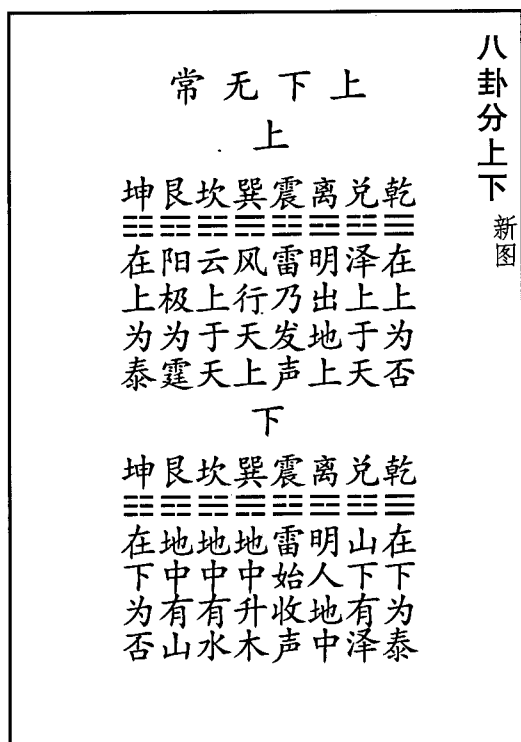 八卦分上下
新图
上下无常
上
乾在上为否
兑泽上于天
离明出地上
震雷乃发声
巽风行天上
坎云上于天
艮阳极为霆
坤在上为泰
下
乾在下为泰
兑山下有泽
离明人地中
震雷始收声
巽地中升木
坎地中有水
艮地中有山
坤在下为否